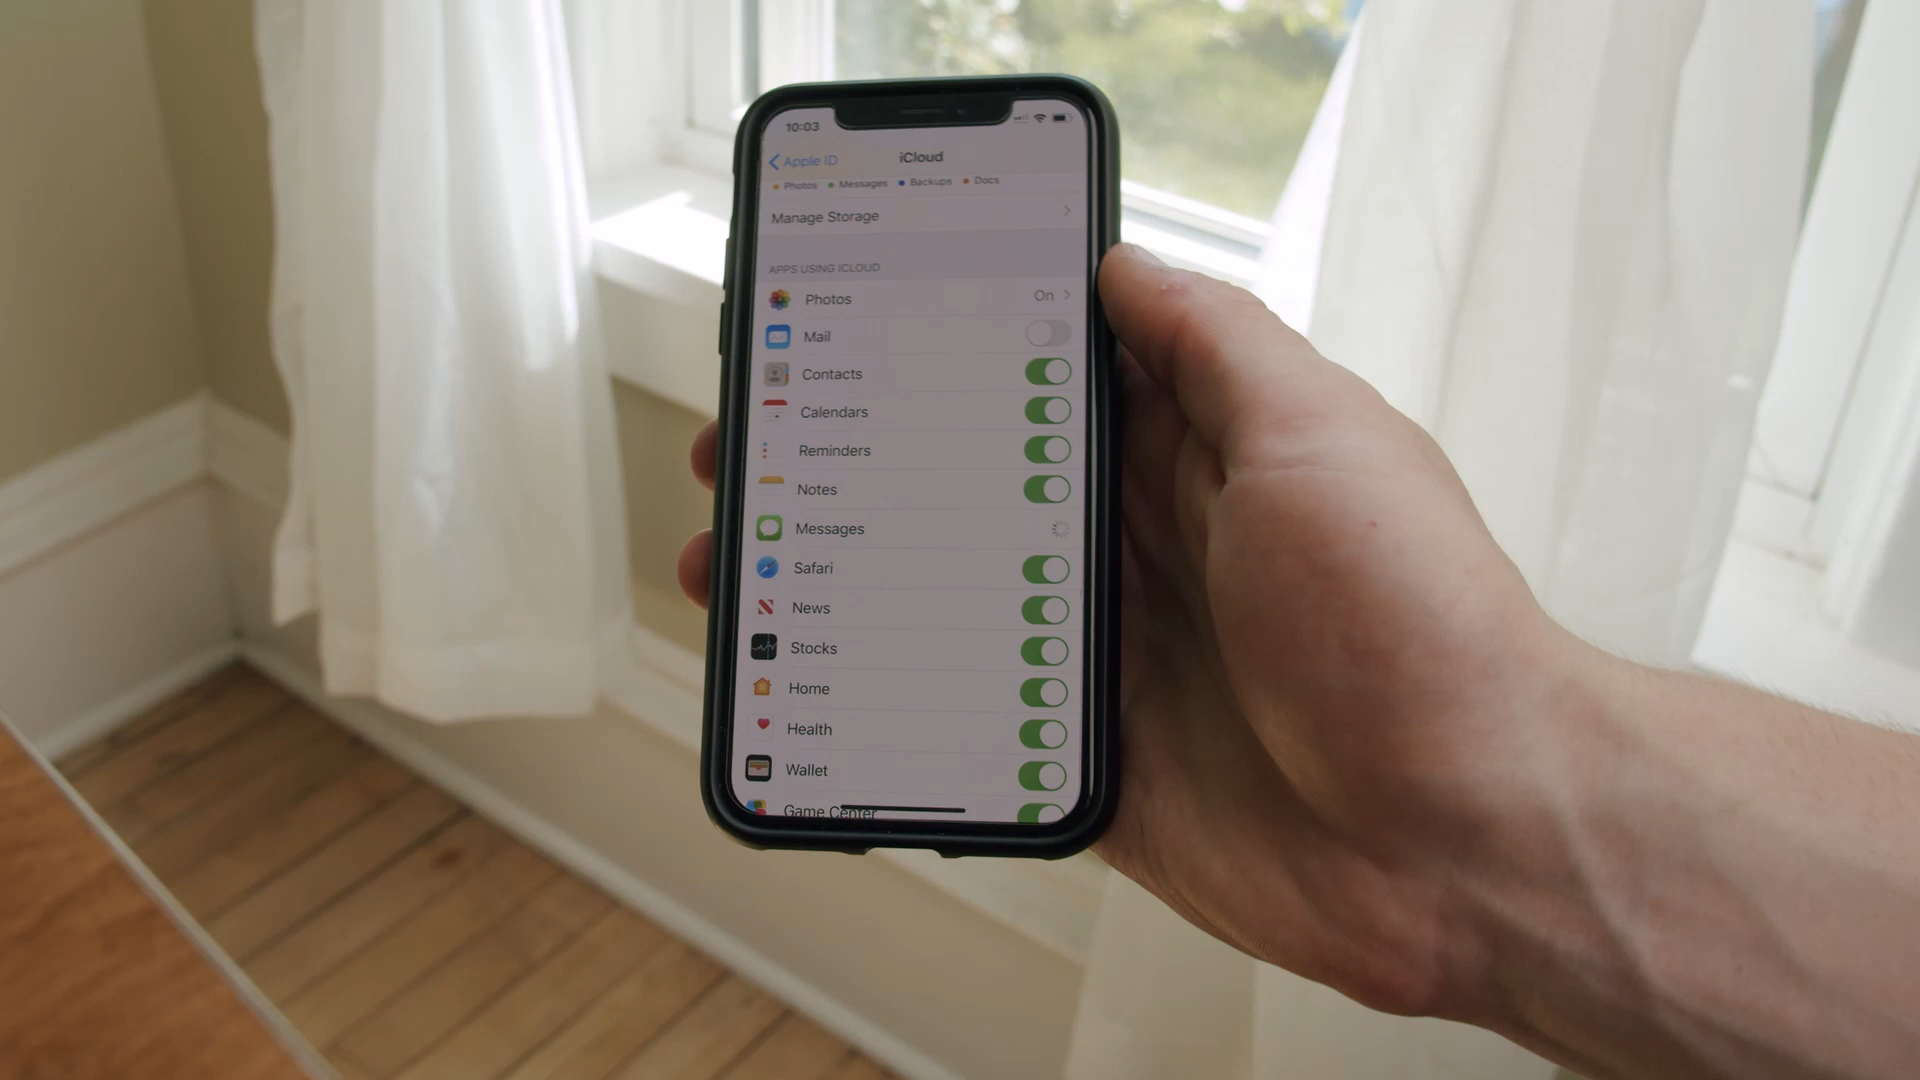 10:03
Apple ID iCloud
Photos Messages Backups Docs
Manage Storage
APPS USING ICLOUD
Photos On
Mail
Contacts
Calendars
Reminders
Notes
Messages
Safari
News
Stocks
Home
Health
Wallet
Game Center